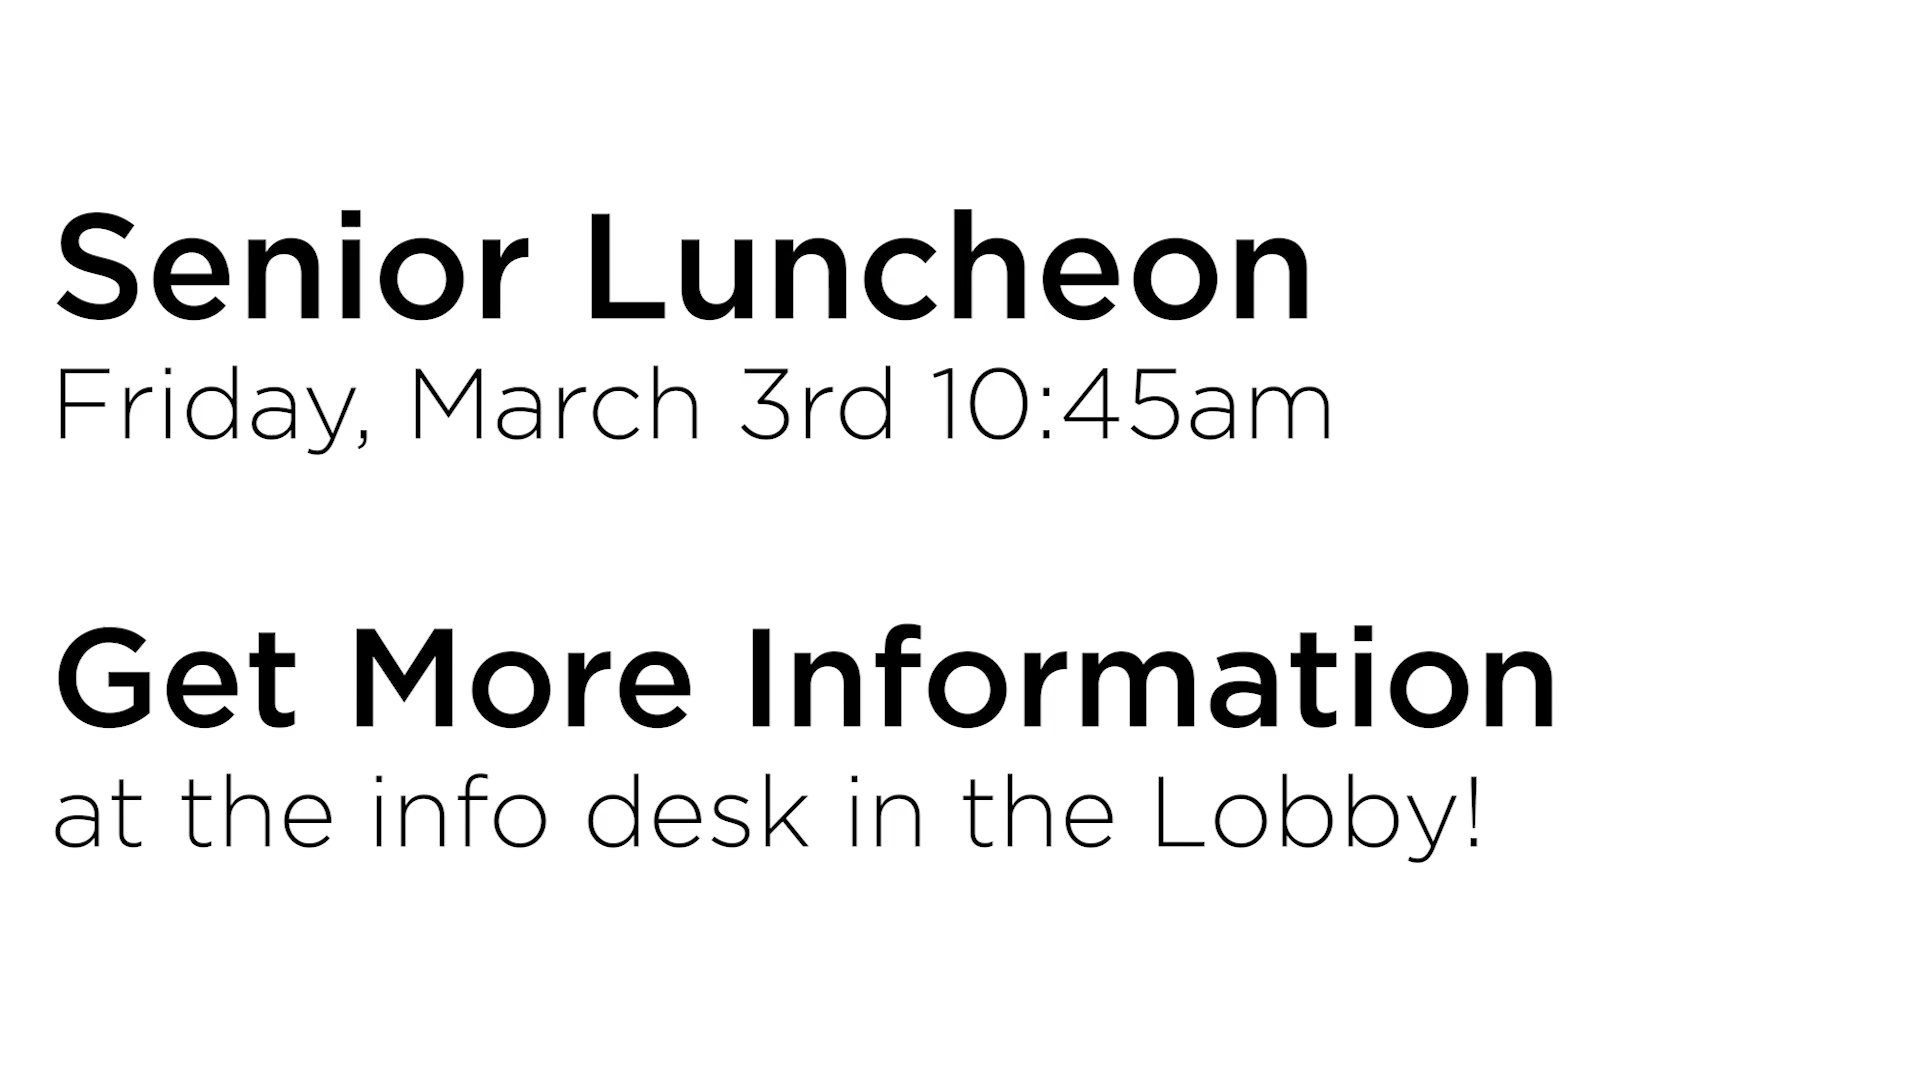 Senior Luncheon
Friday, March 3rd 10:45am
Get More Information
at the info desk in the Lobby!